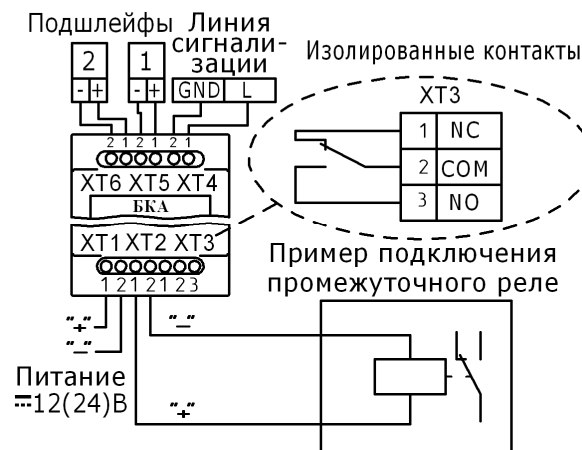 Подшлейфы Линия
сигнали-
зации
Изолированные контакты
2 1
- + - + GND L
XT3
2 1 2 1 2 1
1 NC
2 COM
3 NO
XT6 XT5 XT4
БКА
XT1 XT2 XT3
1 2 1 2 1 2 3
Пример подключения
промежуточного реле
"+" "–"
"–"
Питание
12(24)В
"+"